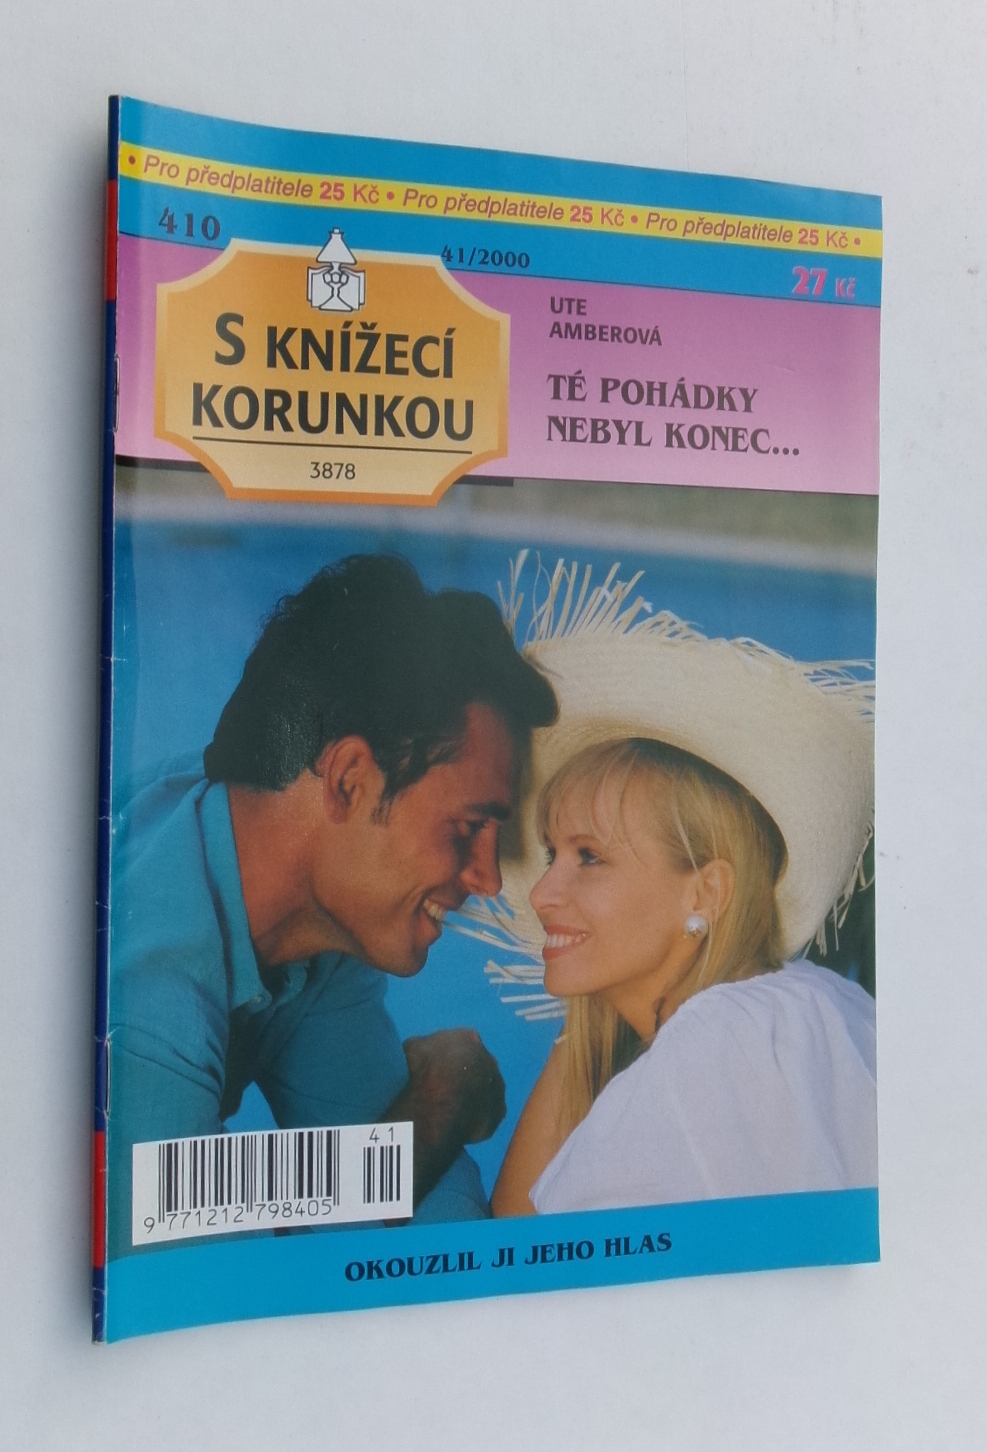 • Pro předplatitele 25 Kč • Pro předplatitele 25 Kč • Pro předplatitele 25 Kč •
410
41/2000
27 Kč
S KNÍŽECÍ
KORUNKOU
3878
UTE
AMBEROVÁ
TÉ POHÁDKY
NEBYL KONEC...
41
9 771212 798405
OKOUZLIL JI JEHO HLAS